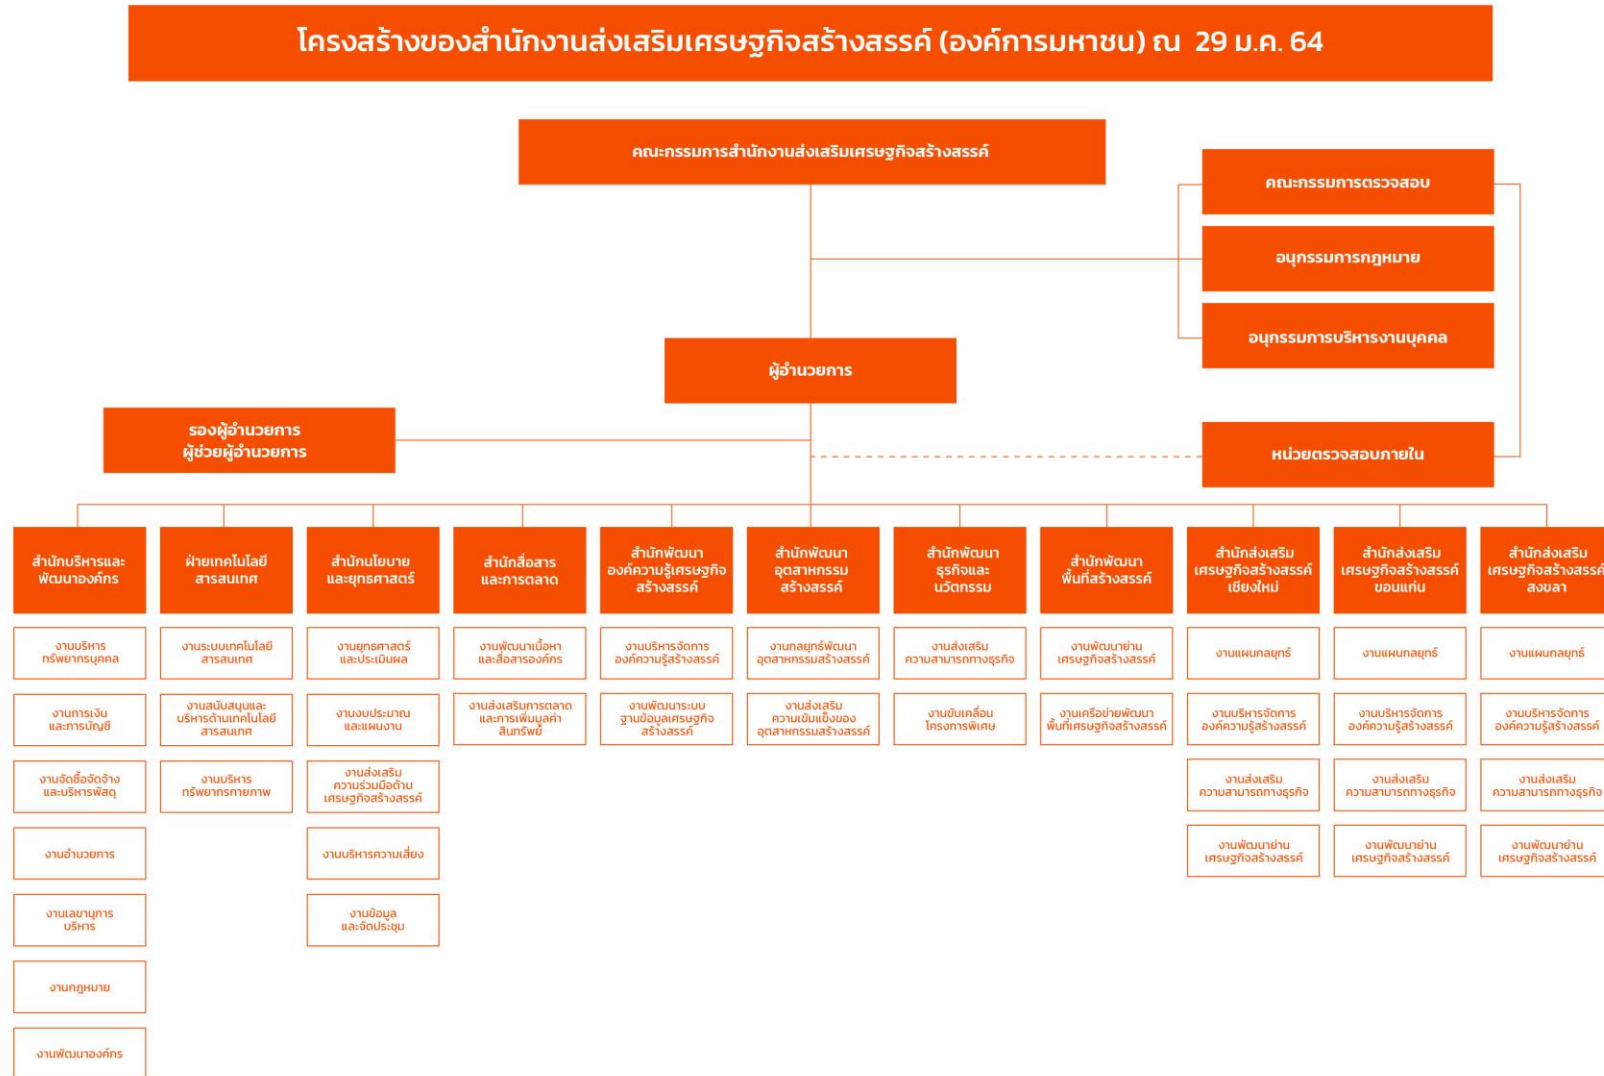 โครงสร้างของสำนักงานส่งเสริมเศรษฐกิจสร้างสรรค์ (องค์การมหาชน) ณ 29 ม.ค. 64
คณะกรรมการสำนักงานส่งเสริมเศรษฐกิจสร้างสรรค์
คณะกรรมการตรวจสอบ
อนุกรรมการกฎหมาย
อนุกรรมการบริหารงานบุคคล
ผู้อำนวยการ
รองผู้อำนวยการ
ผู้ช่วยผู้อำนวยการ
หน่วยตรวจสอบภายใน
สำนักบริหารและ
พัฒนาองค์กร
งานบริหาร
ทรัพยากรบุคคล
งานการเงิน
และการบัญชี
งานจัดซื้อจัดจ้าง
และบริหารพัสดุ
งานอำนวยการ
งานเลขานุการ
บริหาร
งานกฎหมาย
งานพัฒนาองค์กร
ฝ่ายเทคโนโลยี
สารสนเทศ
งานระบบเทคโนโลยี
สารสนเทศ
งานสนับสนุนและ
บริหารด้านเทคโนโลยี
สารสนเทศ
งานบริหาร
ทรัพยากรกายภาพ
สำนักนโยบาย
และยุทธศาสตร์
งานยุทธศาสตร์
และประเมินผล
งานงบประมาณ
และแผนงาน
งานส่งเสริม
ความร่วมมือด้าน
เศรษฐกิจสร้างสรรค์
งานบริหารความเสี่ยง
งานข้อมูล
และจัดประชุม
สำนักสื่อสาร
และการตลาด
งานพัฒนาเนื้อหา
และสื่อสารองค์กร
งานส่งเสริมการตลาด
และการเพิ่มมูลค่า
สินทรัพย์
สำนักพัฒนา
องค์ความรู้เศรษฐกิจ
สร้างสรรค์
งานบริหารจัดการ
องค์ความรู้สร้างสรรค์
งานพัฒนาระบบ
ฐานข้อมูลเศรษฐกิจ
สร้างสรรค์
สำนักพัฒนา
อุตสาหกรรม
สร้างสรรค์
งานกลยุทธ์พัฒนา
อุตสาหกรรมสร้างสรรค์
งานส่งเสริม
ความเข้มแข็งของ
อุตสาหกรรมสร้างสรรค์
สำนักพัฒนา
ธุรกิจและ
นวัตกรรม
งานส่งเสริม
ความสามารถทางธุรกิจ
งานขับเคลื่อน
โครงการพิเศษ
สำนักพัฒนา
พื้นที่สร้างสรรค์
งานพัฒนาย่าน
เศรษฐกิจสร้างสรรค์
งานเครือข่ายพัฒนา
พื้นที่เศรษฐกิจสร้างสรรค์
สำนักส่งเสริม
เศรษฐกิจสร้างสรรค์
เชียงใหม่
งานแผนกลยุทธ์
งานบริหารจัดการ
องค์ความรู้สร้างสรรค์
งานส่งเสริม
ความสามารถทางธุรกิจ
งานพัฒนาย่าน
เศรษฐกิจสร้างสรรค์
สำนักส่งเสริม
เศรษฐกิจสร้างสรรค์
ขอนแก่น
งานแผนกลยุทธ์
งานบริหารจัดการ
องค์ความรู้สร้างสรรค์
งานส่งเสริม
ความสามารถทางธุรกิจ
งานพัฒนาย่าน
เศรษฐกิจสร้างสรรค์
สำนักส่งเสริม
เศรษฐกิจสร้างสรรค์
สงขลา
งานแผนกลยุทธ์
งานบริหารจัดการ
องค์ความรู้สร้างสรรค์
งานส่งเสริม
ความสามารถทางธุรกิจ
งานพัฒนาย่าน
เศรษฐกิจสร้างสรรค์